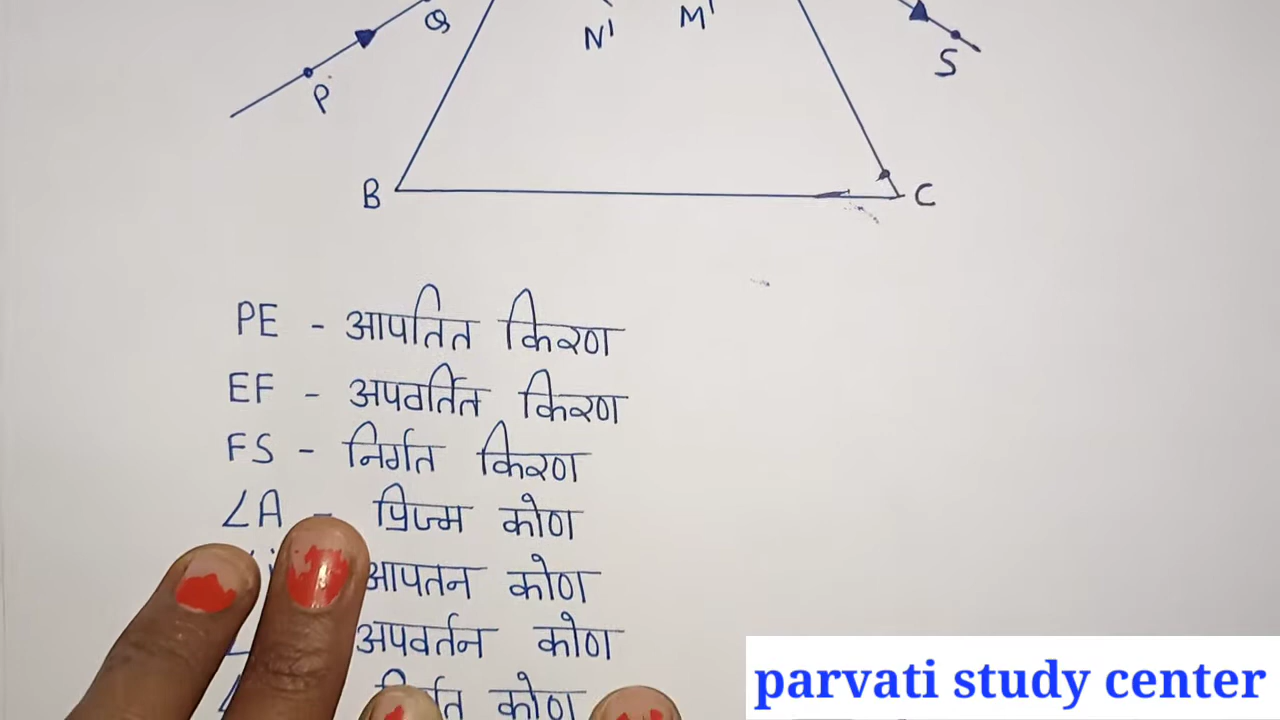 Q
N' M'
P S
B C
PE - आपतित किरण
EF - अपवर्तित किरण
FS - निर्गत किरण
∠A - प्रिज्म कोण
आपतन कोण
अपवर्तन कोण
कोण
parvati study center